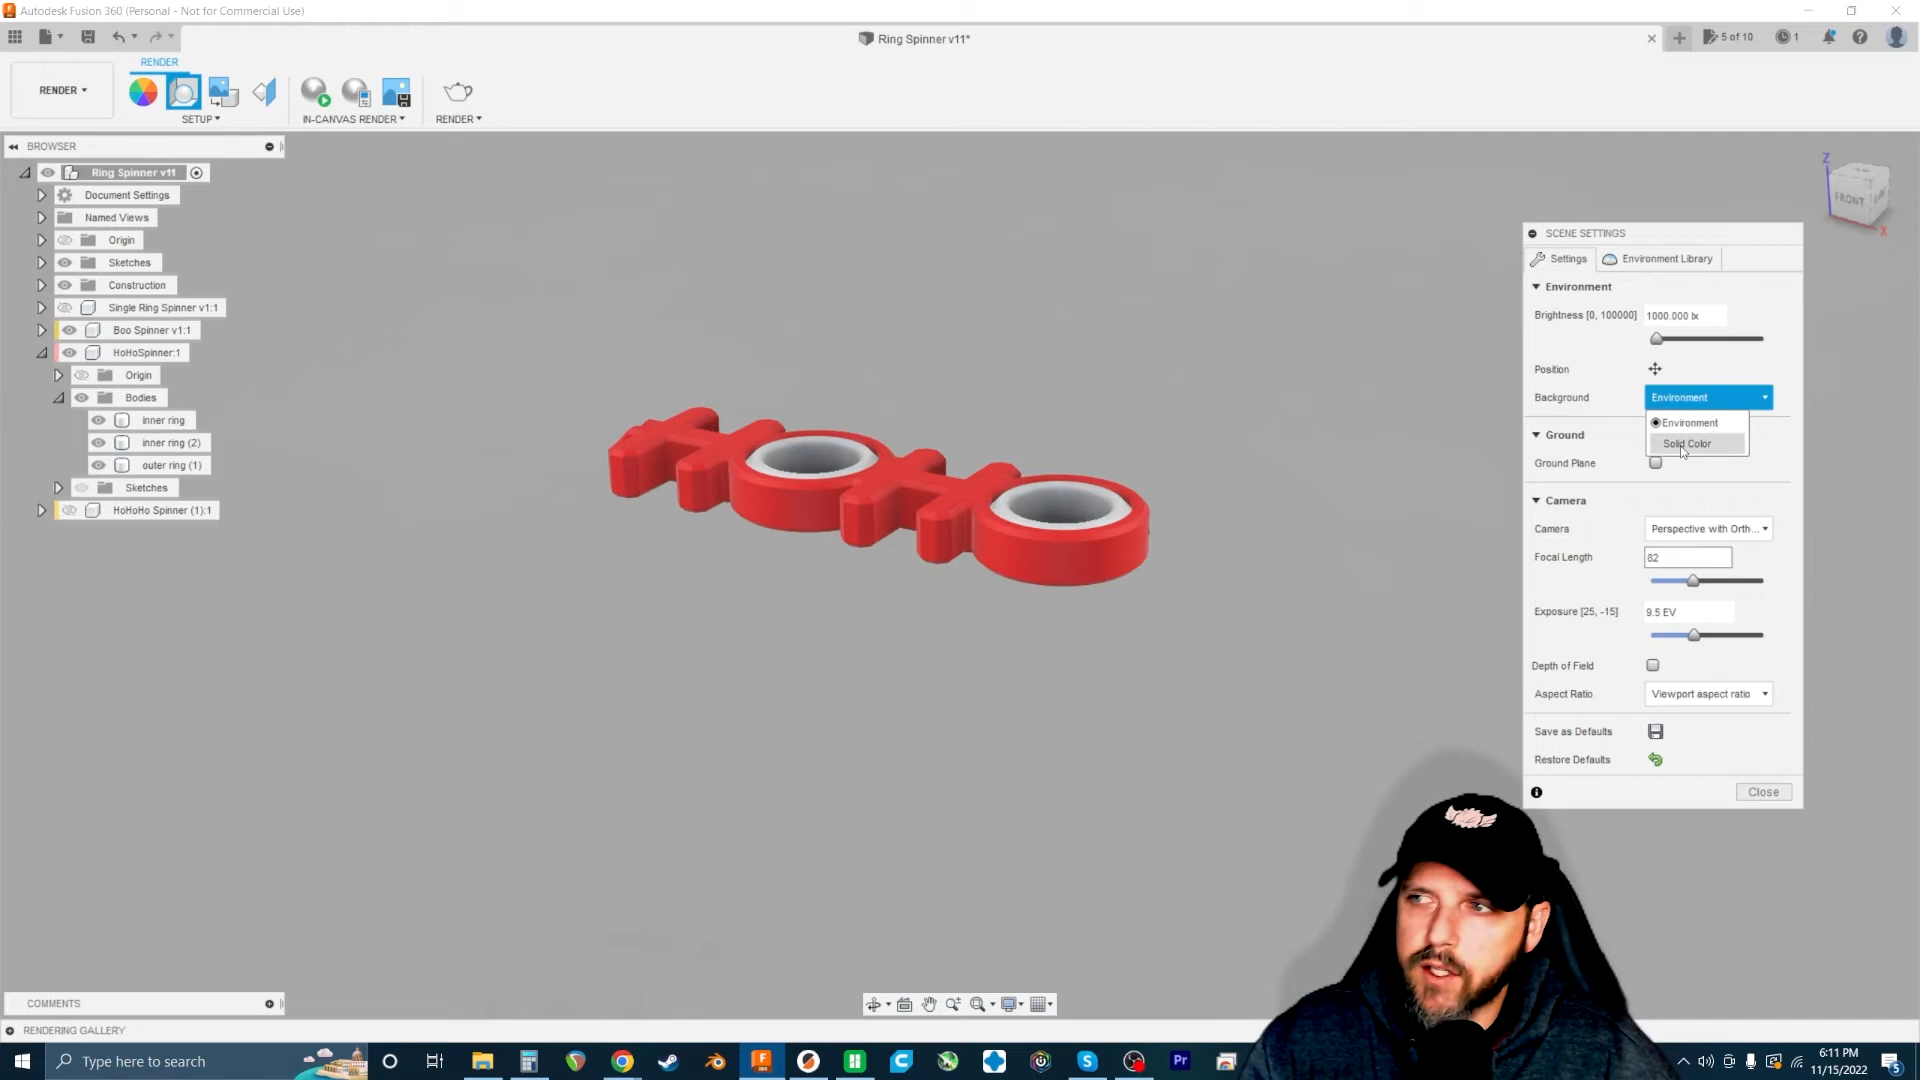 Autodesk Fusion 360 (Personal - Not for Commercial Use)
Ring Spinner v11*
5 of 10
1
RENDER
RENDER
SETUP
IN-CANVAS RENDER
RENDER
BROWSER
Ring Spinner v11
Document Settings
Named Views
Origin
Sketches
Construction
Single Ring Spinner v1:1
Boo Spinner v1:1
HoHoSpinner:1
Origin
Bodies
inner ring
inner ring (2)
outer ring (1)
Sketches
HoHoHo Spinner (1):1
Z
FRONT
X
SCENE SETTINGS
Settings
Environment Library
Environment
Brightness [0, 100000] 1000.000 lx
Position
Background Environment
Environment
Solid Color
Ground
Ground Plane
Camera
Camera Perspective with Orth...
Focal Length 82
Exposure [25, -15] 9.5 EV
Depth of Field
Aspect Ratio Viewport aspect ratio
Save as Defaults
Restore Defaults
Close
COMMENTS
RENDERING GALLERY
Type here to search
F
360
Pr
6:11 PM
11/15/2022
5